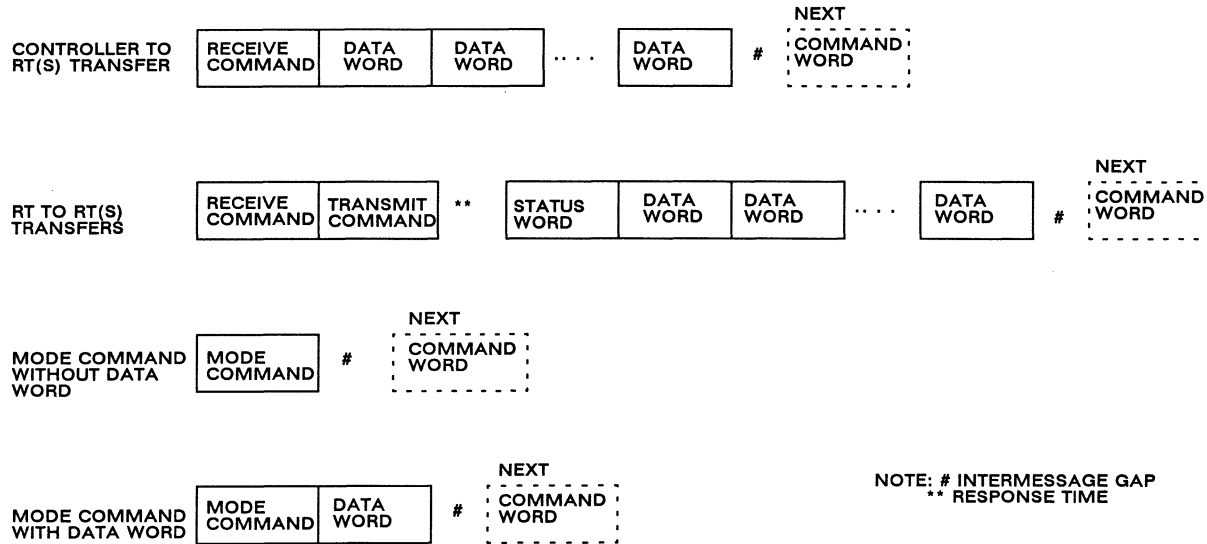 NEXT
CONTROLLER TO RT(S) TRANSFER
RECEIVE COMMAND
DATA WORD
DATA WORD
. . . .
DATA WORD
#
COMMAND WORD
NEXT
RT TO RT(S) TRANSFERS
RECEIVE COMMAND
TRANSMIT COMMAND
**
STATUS WORD
DATA WORD
DATA WORD
. . . .
DATA WORD
#
COMMAND WORD
NEXT
MODE COMMAND WITHOUT DATA WORD
MODE COMMAND
#
COMMAND WORD
NEXT
MODE COMMAND WITH DATA WORD
MODE COMMAND
DATA WORD
#
COMMAND WORD
NOTE: # INTERMESSAGE GAP
** RESPONSE TIME